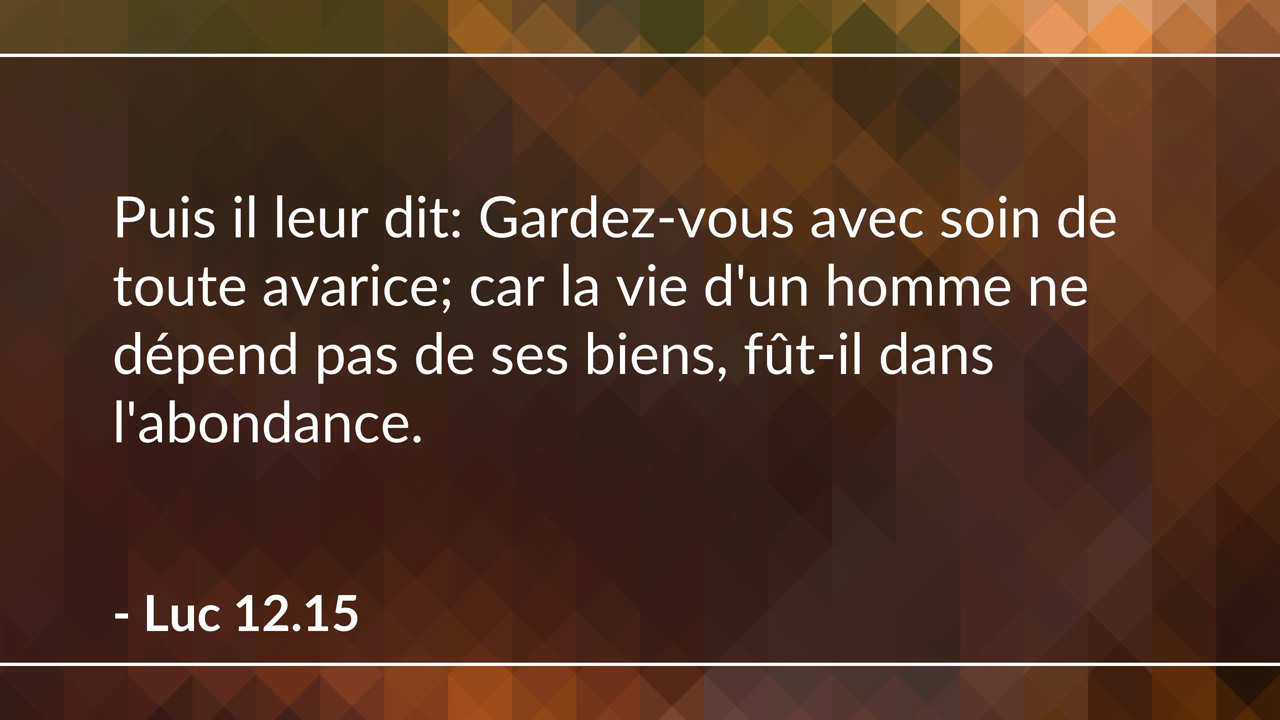 Puis il leur dit: Gardez-vous avec soin de
toute avarice; car la vie d'un homme ne
dépend pas de ses biens, fût-il dans
l'abondance.
- Luc 12.15